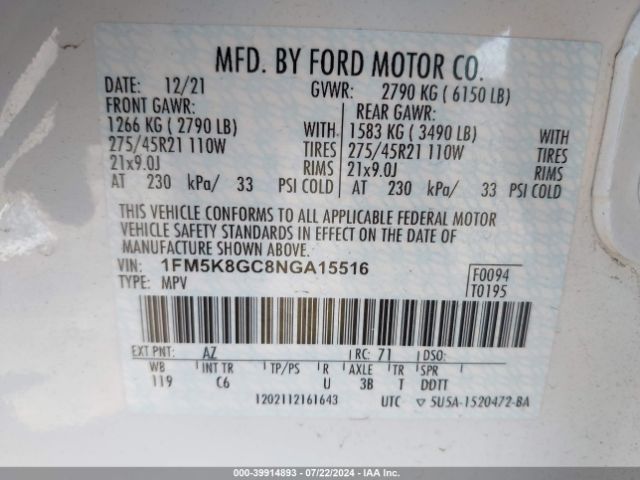 MFD. BY FORD MOTOR CO.
DATE: 12/21 GVWR: 2790 KG ( 6150 LB)
FRONT GAWR: REAR GAWR:
1266 KG ( 2790 LB) WITH 1583 KG ( 3490 LB) WITH
275/45R21 110W TIRES 275/45R21 110W TIRES
21x9.0J RIMS 21x9.0J RIMS
AT 230 kPa/ 33 PSI COLD AT 230 kPa/ 33 PSI COLD
THIS VEHICLE CONFORMS TO ALL APPLICABLE FEDERAL MOTOR
VEHICLE SAFETY STANDARDS IN EFFECT ON THE DATE OF
MANUFACTURE SHOWN ABOVE.
VIN: 1FM5K8GC8NGA15516 F0094
TYPE: MPV T0195
EXT PNT: AZ RC: 71 DSO:
WB INT TR TP/PS R AXLE TR SPR
119 C6 U 3B T DDTT
1202112161643 UTC ▽ 5U5A-1520472-BA
000-39914893 - 07/22/2024 - IAAI.COM